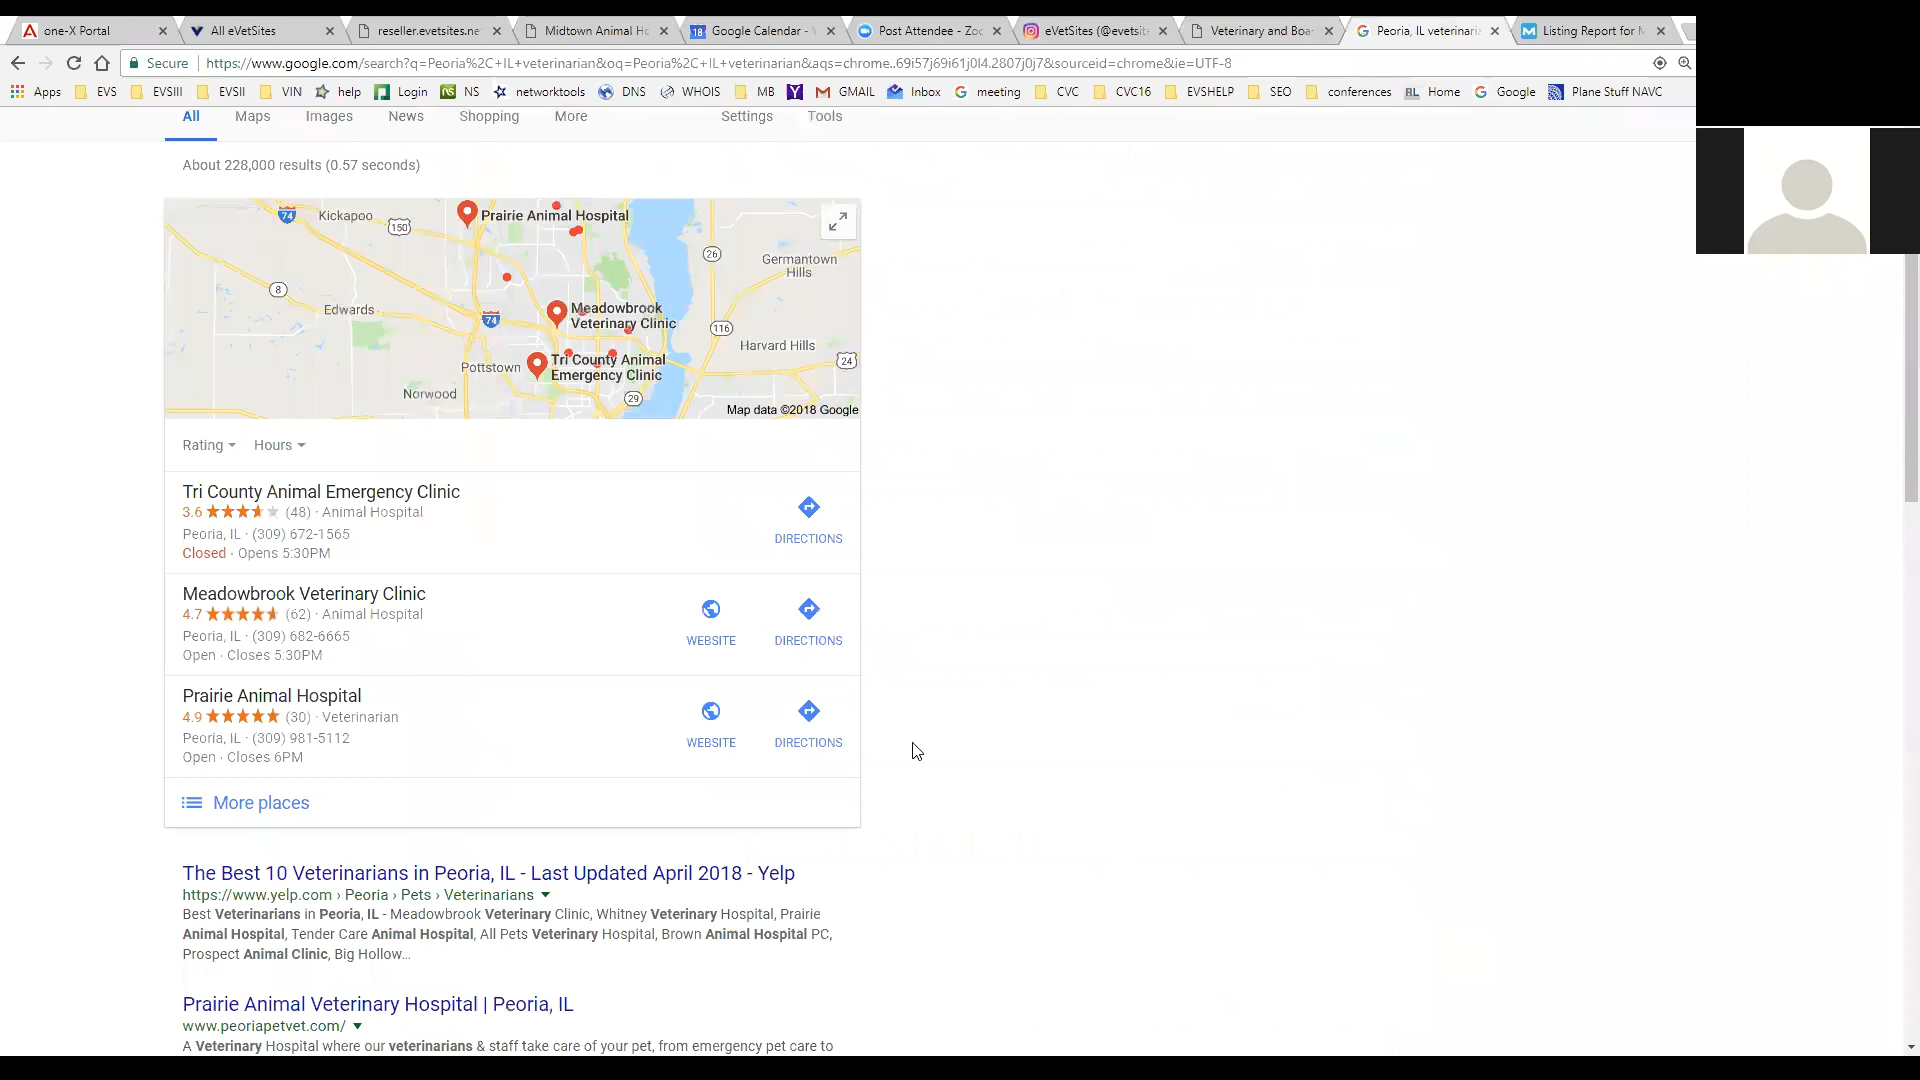 one-X Portal
All eVetSites
reseller.evetsites.ne
Midtown Animal Ho
Google Calendar -
Post Attendee - Zoo
eVetSites (@evetsit
Veterinary and Boa
Peoria, IL veterinaria
Listing Report for M
Secure https://www.google.com/search?q=Peoria%2C+IL+veterinarian&oq=Peoria%2C+IL+veterinarian&aqs=chrome..69i57j69i61j0l4.2807j0j7&sourceid=chrome&ie=UTF-8
Apps EVS EVSIII EVSII VIN help Login NS networktools DNS WHOIS MB GMAIL Inbox meeting CVC CVC16 EVSHELP SEO conferences RL Home Google Plane Stuff NAVC
All Maps Images News Shopping More Settings Tools
About 228,000 results (0.57 seconds)
74
Kickapoo
150
Prairie Animal Hospital
26
Germantown
Hills
8
Edwards
74
Meadowbrook
Veterinary Clinic
116
Harvard Hills
Pottstown
Tri County Animal
Emergency Clinic
24
Norwood
29
Map data ©2018 Google
Rating Hours
Tri County Animal Emergency Clinic
3.6 (48) · Animal Hospital
Peoria, IL · (309) 672-1565
Closed · Opens 5:30PM
DIRECTIONS
Meadowbrook Veterinary Clinic
4.7 (62) · Animal Hospital
Peoria, IL · (309) 682-6665
Open · Closes 5:30PM
WEBSITE DIRECTIONS
Prairie Animal Hospital
4.9 (30) · Veterinarian
Peoria, IL · (309) 981-5112
Open · Closes 6PM
WEBSITE DIRECTIONS
More places
The Best 10 Veterinarians in Peoria, IL - Last Updated April 2018 - Yelp
https://www.yelp.com › Peoria › Pets › Veterinarians
Best Veterinarians in Peoria, IL - Meadowbrook Veterinary Clinic, Whitney Veterinary Hospital, Prairie
Animal Hospital, Tender Care Animal Hospital, All Pets Veterinary Hospital, Brown Animal Hospital PC,
Prospect Animal Clinic, Big Hollow...
Prairie Animal Veterinary Hospital | Peoria, IL
www.peoriapetvet.com/
A Veterinary Hospital where our veterinarians & staff take care of your pet, from emergency pet care to